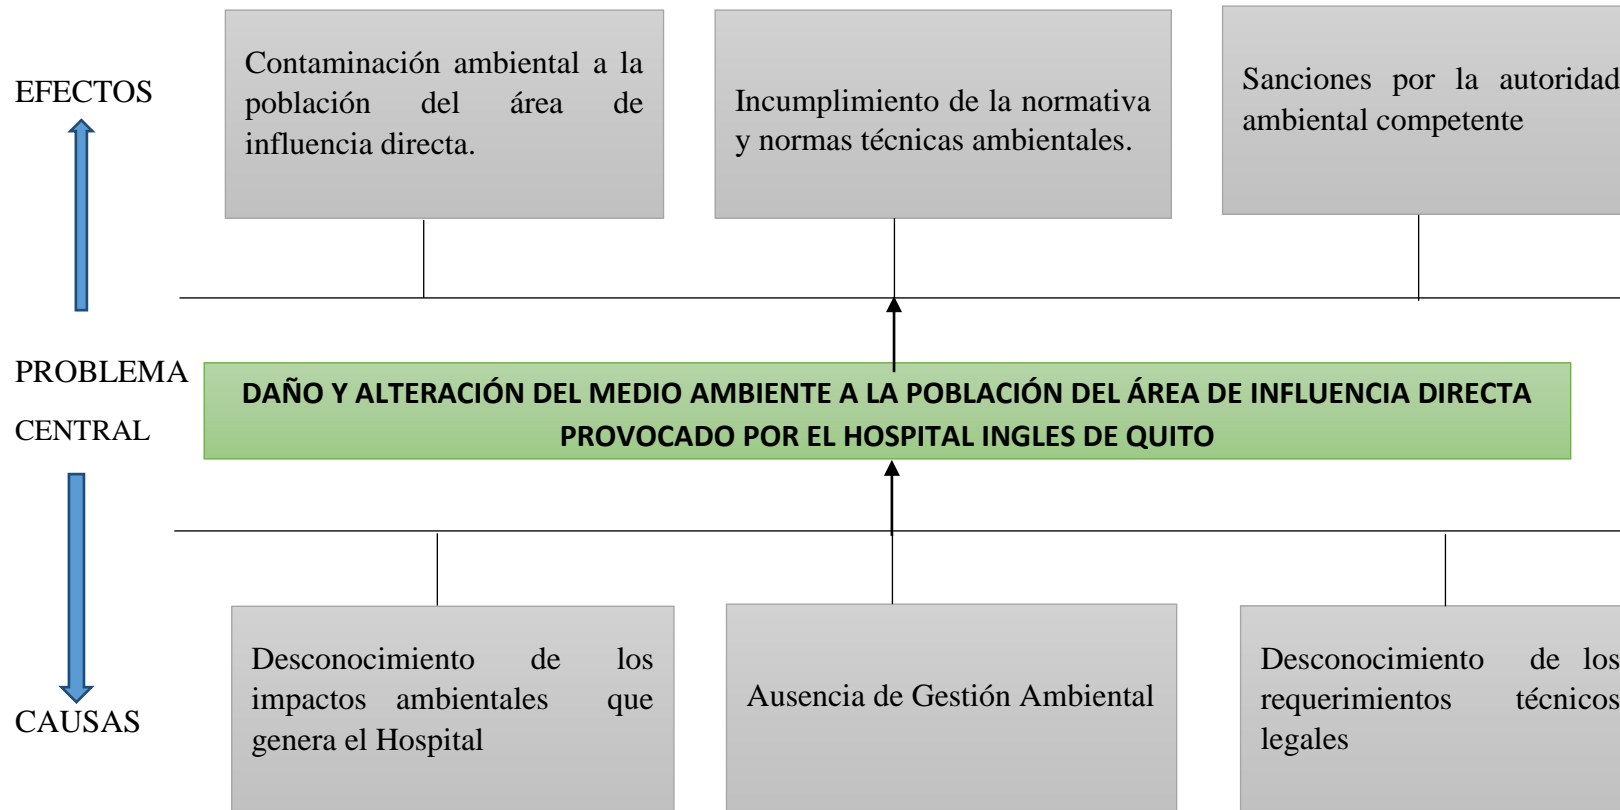 EFECTOS
Contaminación ambiental a la
población del área de
influencia directa.
Incumplimiento de la normativa
y normas técnicas ambientales.
Sanciones por la autoridad
ambiental competente
PROBLEMA
CENTRAL
DAÑO Y ALTERACIÓN DEL MEDIO AMBIENTE A LA POBLACIÓN DEL ÁREA DE INFLUENCIA DIRECTA
PROVOCADO POR EL HOSPITAL INGLES DE QUITO
CAUSAS
Desconocimiento de los
impactos ambientales que
genera el Hospital
Ausencia de Gestión Ambiental
Desconocimiento de los
requerimientos técnicos
legales